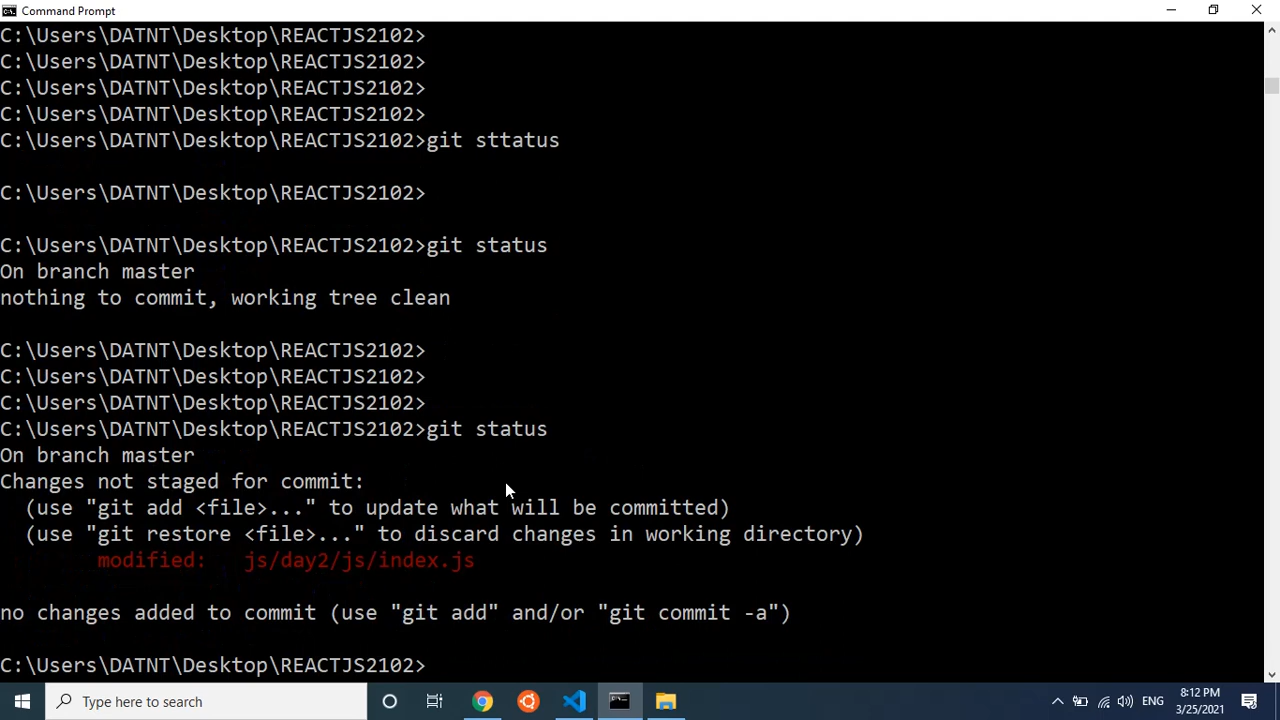 Command Prompt
C:\Users\DATNT\Desktop\REACTJS2102>
C:\Users\DATNT\Desktop\REACTJS2102>
C:\Users\DATNT\Desktop\REACTJS2102>
C:\Users\DATNT\Desktop\REACTJS2102>
C:\Users\DATNT\Desktop\REACTJS2102>git sttatus
C:\Users\DATNT\Desktop\REACTJS2102>
C:\Users\DATNT\Desktop\REACTJS2102>git status
On branch master
nothing to commit, working tree clean
C:\Users\DATNT\Desktop\REACTJS2102>
C:\Users\DATNT\Desktop\REACTJS2102>
C:\Users\DATNT\Desktop\REACTJS2102>
C:\Users\DATNT\Desktop\REACTJS2102>git status
On branch master
Changes not staged for commit:
  (use "git add <file>..." to update what will be committed)
  (use "git restore <file>..." to discard changes in working directory)
        modified:   js/day2/js/index.js
no changes added to commit (use "git add" and/or "git commit -a")
C:\Users\DATNT\Desktop\REACTJS2102>
Type here to search
ENG
8:12 PM
3/25/2021